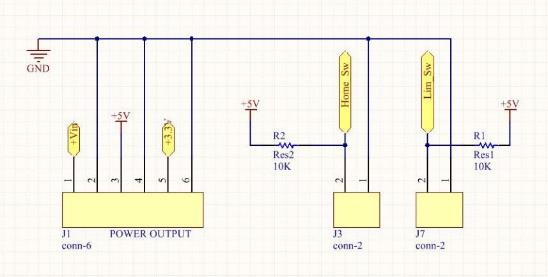 GND
+Vin
+5V
+3.3V
+5V
Home_Sw
Lim_Sw
+5V
R2
Res2
10K
R1
Res1
10K
1
2
3
4
5
6
2
1
2
1
J1
conn-6
POWER OUTPUT
J3
conn-2
J7
conn-2